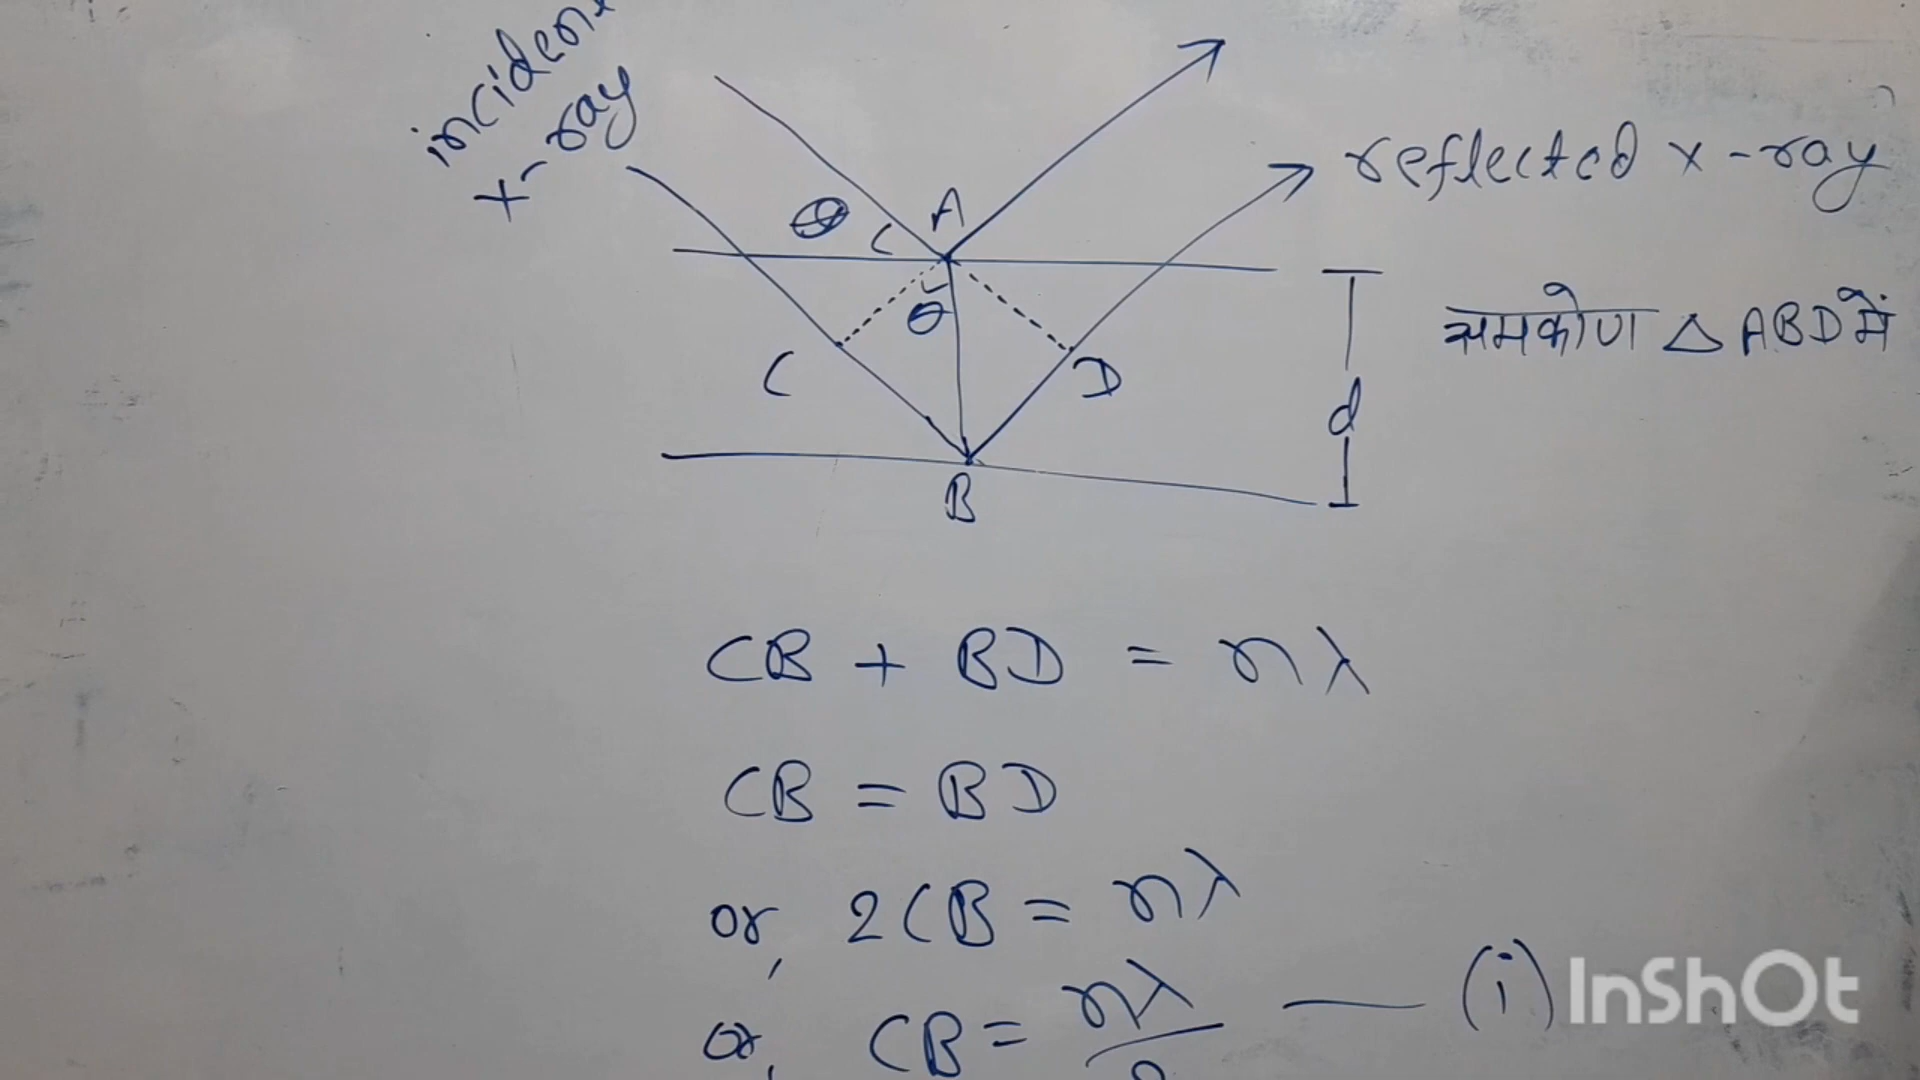 incident
x-ray
reflected x-ray
θ
A
θ
C
D
d
B
समकोण △ ABD में
CB + BD = nλ
CB = BD
or, 2CB = nλ
or, CB = nλ/2 — (i)
InShOt